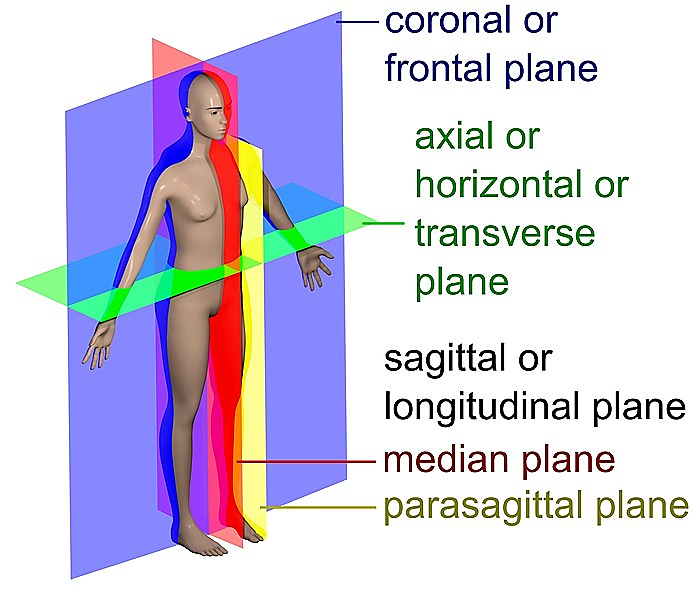 coronal or
frontal plane
axial or
horizontal or
transverse
plane
sagittal or
longitudinal plane
median plane
parasagittal plane